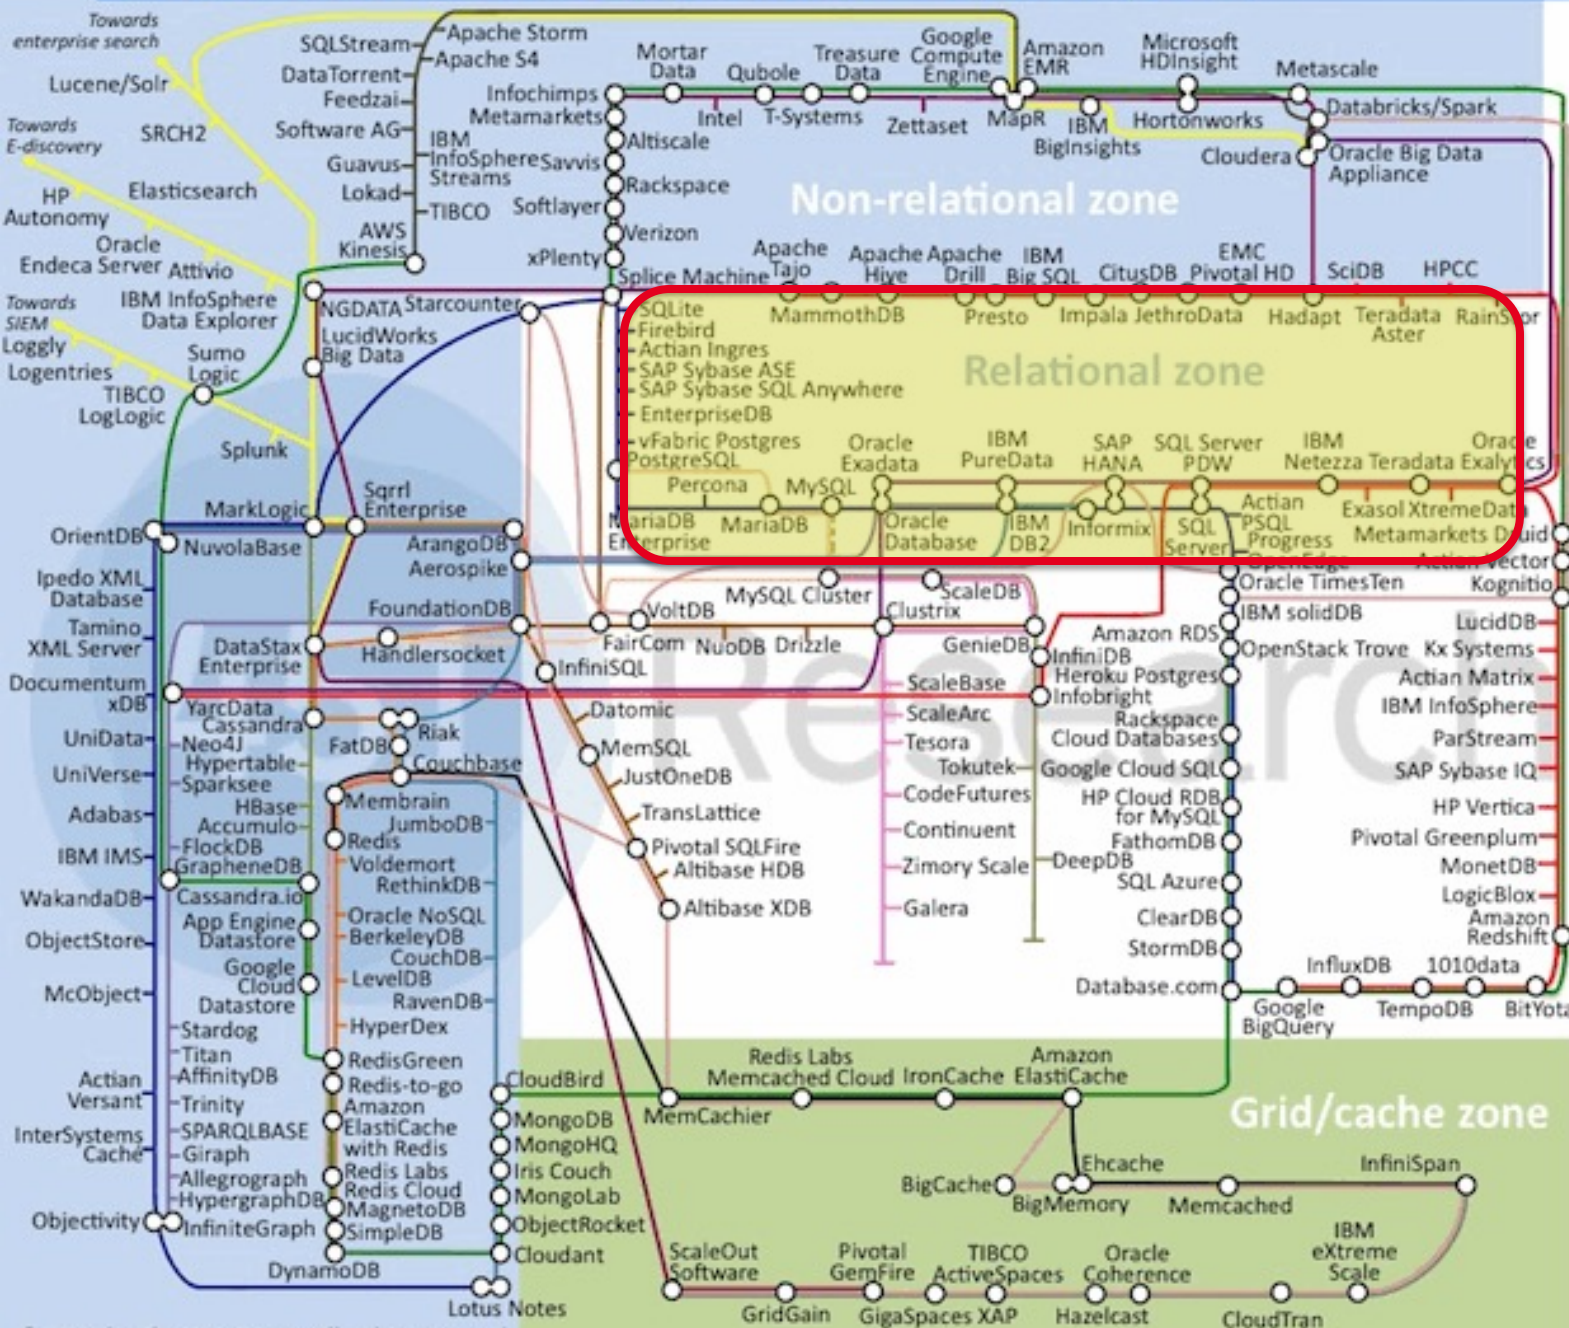 Towards
enterprise search
Lucene/Solr
SRCH2
Towards
E-discovery
HP
Autonomy
Elasticsearch
Oracle
Endeca Server
Attivio
IBM InfoSphere
Data Explorer
Towards
SIEM
Loggly
Logentries
Sumo
Logic
TIBCO
LogLogic
Splunk
SQLStream
DataTorrent
Feedzai
Software AG
Guavus
Lokad
AWS
Kinesis
Apache Storm
Apache S4
IBM
InfoSphere
Streams
TIBCO
Infochimps
Metamarkets
Altiscale
Savvis
Rackspace
Softlayer
Verizon
xPlenty
Splice Machine
Mortar
Data
Intel
Qubole
T-Systems
Treasure
Data
Zettaset
Google
Compute
Engine
Amazon
EMR
MapR
IBM
BigInsights
Microsoft
HDInsight
Hortonworks
Metascale
Databricks/Spark
Cloudera
Oracle Big Data
Appliance
Non-relational zone
Apache
Tajo
Apache
Hive
Apache
Drill
IBM
Big SQL
CitusDB
EMC
Pivotal HD
SciDB
HPCC
MammothDB
Presto
Impala
JethroData
Hadapt
Teradata
Aster
RainStor
NGDATA
Starcounter
LucidWorks
Big Data
SQLite
Firebird
Actian Ingres
SAP Sybase ASE
SAP Sybase SQL Anywhere
EnterpriseDB
vFabric Postgres
PostgreSQL
Relational zone
Percona
MySQL
Oracle
Exadata
IBM
PureData
SAP
HANA
SQL Server
PDW
IBM
Netezza
Teradata
Oracle
Exalytics
MariaDB
Enterprise
MariaDB
Oracle
Database
IBM
DB2
Informix
SQL
Server
Actian
PSQL
Progress
OpenEdge
Exasol
XtremeData
Metamarkets Druid
Actian Vector
Kognitio
MarkLogic
Sqrrl
Enterprise
OrientDB
NuvolaBase
ArangoDB
Aerospike
Ipedo XML
Database
Tamino
XML Server
Documentum
xDB
UniData
UniVerse
Adabas
IBM IMS
WakandaDB
ObjectStore
McObject
Actian
Versant
InterSystems
Caché
Objectivity
FoundationDB
DataStax
Enterprise
Handlersocket
YarcData
Cassandra
Neo4J
Hypertable
Sparksee
HBase
Accumulo
FlockDB
GrapheneDB
Cassandra.io
App Engine
Datastore
Google
Cloud
Datastore
Stardog
Titan
AffinityDB
Trinity
SPARQLBASE
Giraph
Allegrograph
HypergraphDB
InfiniteGraph
Riak
FatDB
Couchbase
Membrain
JumboDB
Redis
Voldemort
RethinkDB
Oracle NoSQL
BerkeleyDB
CouchDB
LevelDB
RavenDB
HyperDex
RedisGreen
Redis-to-go
Amazon
ElastiCache
with Redis
Redis Labs
Redis Cloud
MagnetoDB
SimpleDB
DynamoDB
CloudBird
MongoDB
MongoHQ
Iris Couch
MongoLab
ObjectRocket
Cloudant
Lotus Notes
MySQL Cluster
ScaleDB
VoltDB
Clustrix
FairCom
NuoDB
Drizzle
GenieDB
InfiniSQL
Datomic
MemSQL
JustOneDB
TransLattice
Pivotal SQLFire
Altibase HDB
Altibase XDB
ScaleBase
ScaleArc
Tesora
Tokutek
CodeFutures
Continuent
Zimory Scale
DeepDB
Galera
InfiniDB
Infobright
Research
Oracle TimesTen
IBM solidDB
Amazon RDS
OpenStack Trove
Heroku Postgres
Rackspace
Cloud Databases
Google Cloud SQL
HP Cloud RDB
for MySQL
FathomDB
SQL Azure
ClearDB
StormDB
Database.com
LucidDB
Kx Systems
Actian Matrix
IBM InfoSphere
ParStream
SAP Sybase IQ
HP Vertica
Pivotal Greenplum
MonetDB
LogicBlox
Amazon
Redshift
Google
BigQuery
InfluxDB
TempoDB
1010data
BitYota
Grid/cache zone
MemCachier
Redis Labs
Memcached Cloud
IronCache
Amazon
ElastiCache
BigCache
Ehcache
BigMemory
Memcached
InfiniSpan
ScaleOut
Software
GridGain
Pivotal
GemFire
GigaSpaces XAP
TIBCO
ActiveSpaces
Hazelcast
Oracle
Coherence
CloudTran
IBM
eXtreme
Scale